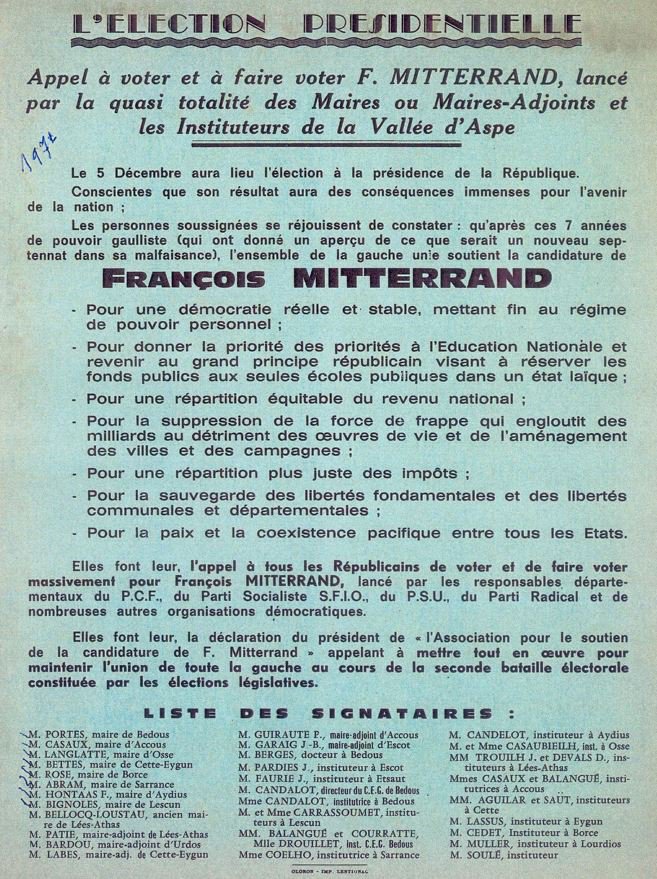 L'ELECTION PRESIDENTIELLE
Appel à voter et à faire voter F. MITTERRAND, lancé
par la quasi totalité des Maires ou Maires-Adjoints et
les Instituteurs de la Vallée d'Aspe
Le 5 Décembre aura lieu l'élection à la présidence de la République.
Conscientes que son résultat aura des conséquences immenses pour l'avenir
de la nation ;
Les personnes soussignées se réjouissent de constater : qu'après ces 7 années
de pouvoir gaulliste (qui ont donné un aperçu de ce que serait un nouveau sep-
tennat dans sa malfaisance), l'ensemble de la gauche unie soutient la candidature de
FRANÇOIS MITTERRAND
- Pour une démocratie réelle et stable, mettant fin au régime
de pouvoir personnel ;
- Pour donner la priorité des priorités à l'Education Nationale et
revenir au grand principe républicain visant à réserver les
fonds publics aux seules écoles publiques dans un état laïque ;
- Pour une répartition équitable du revenu national ;
- Pour la suppression de la force de frappe qui engloutit des
milliards au détriment des œuvres de vie et de l'aménagement
des villes et des campagnes ;
- Pour une répartition plus juste des impôts ;
- Pour la sauvegarde des libertés fondamentales et des libertés
communales et départementales ;
- Pour la paix et la coexistence pacifique entre tous les Etats.
Elles font leur, l'appel à tous les Républicains de voter et de faire voter
massivement pour François MITTERRAND, lancé par les responsables départe-
mentaux du P.C.F., du Parti Socialiste S.F.I.O., du P.S.U., du Parti Radical et de
nombreuses autres organisations démocratiques.
Elles font leur, la déclaration du président de « l'Association pour le soutien
de la candidature de F. Mitterrand » appelant à mettre tout en œuvre pour
maintenir l'union de toute la gauche au cours de la seconde bataille électorale
constituée par les élections législatives.
LISTE DES SIGNATAIRES :
M. PORTES, maire de Bedous
M. CASAUX, maire d'Accous
M. LANGLATTE, maire d'Osse
M. BETTES, maire de Cette-Eygun
M. ROSE, maire de Borce
M. ABRAM, maire de Sarrance
M. HONTAAS F., maire d'Aydius
M. BIGNOLES, maire de Lescun
M. BELLOCQ-LOUSTAU, ancien mai-
re de Lées-Athas
M. PATIE, maire-adjoint de Lées-Athas
M. BARDOU, maire-adjoint d'Urdos
M. LABES, maire-adj. de Cette-Eygun
M. GUIRAUTE P., maire-adjoint d'Accous
M. GARAIG J.-B., maire-adjoint d'Escot
M. BERGES, docteur à Bedous
M. PARDIES J., instituteur à Escot
M. FAURIE J., instituteur à Etsaut
M. CANDALOT, directeur du C.E.G. de Bedous
Mme CANDALOT, institutrice à Bedous
M. et Mme CARRASSOUMET, institu-
teurs à Lescun
MM. BALANGUÉ et COURRATTE,
Mlle DROUILLET, inst. C.E.G. Bedous
Mme COELHO, institutrice à Sarrance
M. CANDELOT, instituteur à Aydius
M. et Mme CASAUBIEILH, inst. à Osse
MM TROUILH J. et DEVALS D., ins-
tituteurs à Lées-Athas
Mmes CASAUX et BALANGUÉ, insti-
tutrices à Accous
MM. AGUILAR et SAUT, instituteurs
à Cette
M. LASSUS, instituteur à Eygun
M. CEDET, Instituteur à Borce
M. MULLER, instituteur à Lourdios
M. SOULÉ, instituteur
OLORON - IMP. LESTIGNAC